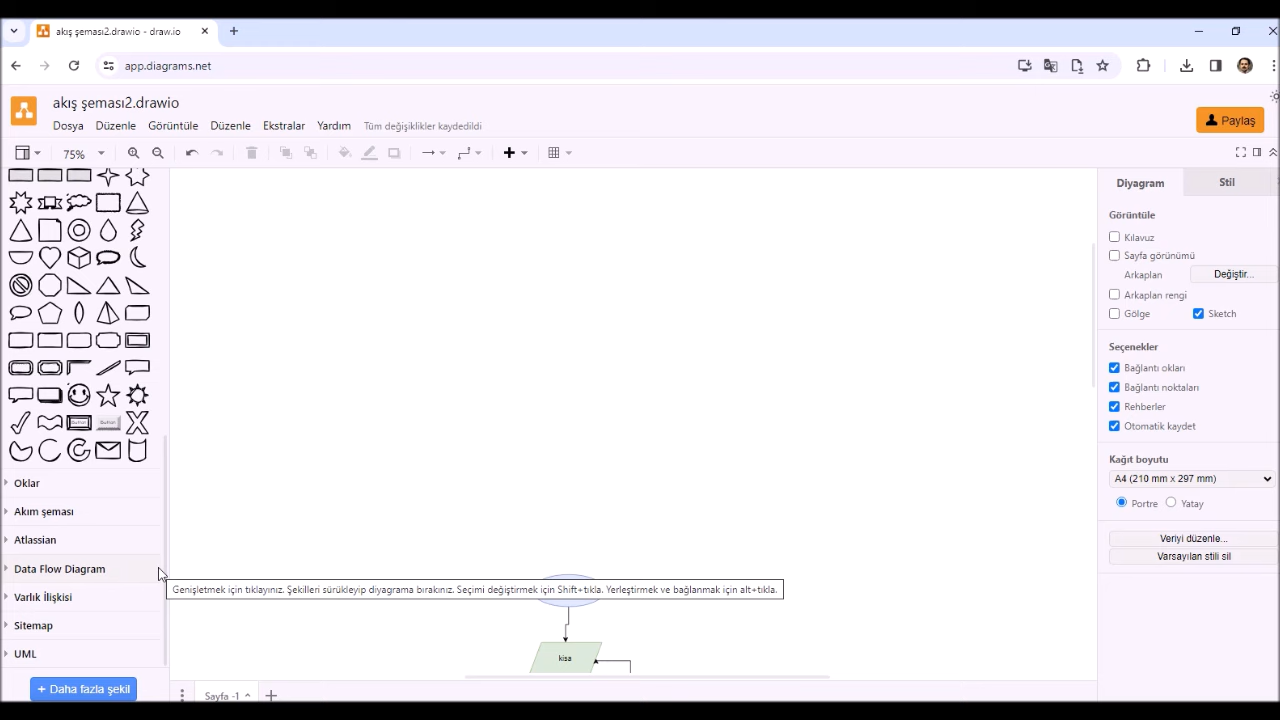 akış şeması2.drawio - draw.io
app.diagrams.net
akış şeması2.drawio
Dosya Düzenle Görüntüle Düzenle Ekstralar Yardım Tüm değişiklikler kaydedildi
Paylaş
75%
Diyagram Stil
Görüntüle
Kılavuz
Sayfa görünümü
Arkaplan Değiştir...
Arkaplan rengi
Gölge Sketch
Seçenekler
Bağlantı okları
Bağlantı noktaları
Rehberler
Otomatik kaydet
Kağıt boyutu
A4 (210 mm x 297 mm)
Portre Yatay
Veriyi düzenle...
Varsayılan stili sil
Oklar
Akım şeması
Atlassian
Data Flow Diagram
Genişletmek için tıklayınız. Şekilleri sürükleyip diyagrama bırakınız. Seçimi değiştirmek için Shift+tıkla. Yerleştirmek ve bağlanmak için alt+tıkla.
Varlık İlişkisi
Sitemap
UML
kisa
+ Daha fazla şekil
Sayfa -1